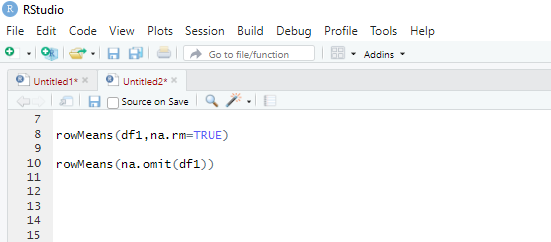 RStudio
File Edit Code View Plots Session Build Debug Profile Tools Help
Go to file/function Addins
Untitled1* Untitled2*
Source on Save
7
8 rowMeans(df1,na.rm=TRUE)
9
10 rowMeans(na.omit(df1))
11
12
13
14
15